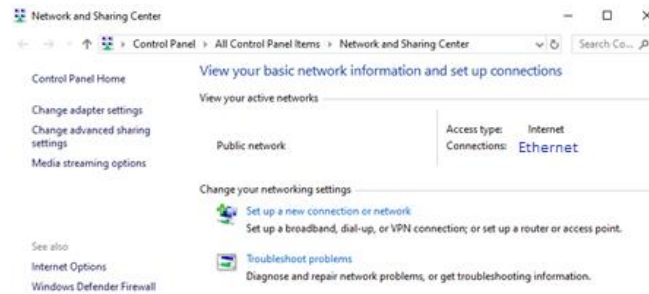 Network and Sharing Center
Control Panel > All Control Panel Items > Network and Sharing Center
Search Co...
Control Panel Home
Change adapter settings
Change advanced sharing
settings
Media streaming options
See also
Internet Options
Windows Defender Firewall
View your basic network information and set up connections
View your active networks
Public network
Access type: Internet
Connections: Ethernet
Change your networking settings
Set up a new connection or network
Set up a broadband, dial-up, or VPN connection; or set up a router or access point.
Troubleshoot problems
Diagnose and repair network problems, or get troubleshooting information.